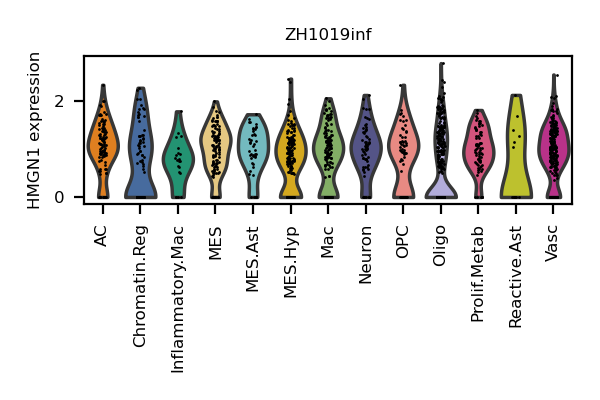 ZH1019inf
HMGN1 expression
2
0
AC
Chromatin.Reg
Inflammatory.Mac
MES
MES.Ast
MES.Hyp
Mac
Neuron
OPC
Oligo
Prolif.Metab
Reactive.Ast
Vasc